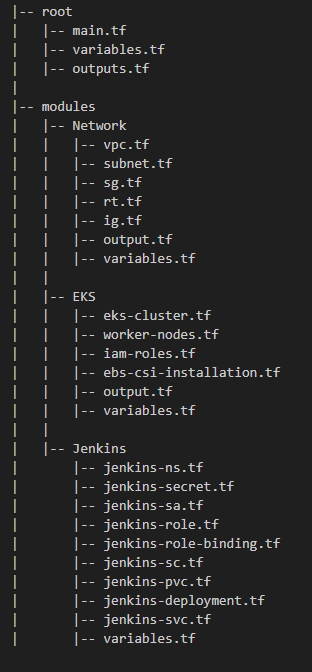 |-- root
|   |-- main.tf
|   |-- variables.tf
|   |-- outputs.tf
|
|-- modules
|   |-- Network
|   |   |-- vpc.tf
|   |   |-- subnet.tf
|   |   |-- sg.tf
|   |   |-- rt.tf
|   |   |-- ig.tf
|   |   |-- output.tf
|   |   |-- variables.tf
|   |
|   |-- EKS
|   |   |-- eks-cluster.tf
|   |   |-- worker-nodes.tf
|   |   |-- iam-roles.tf
|   |   |-- ebs-csi-installation.tf
|   |   |-- output.tf
|   |   |-- variables.tf
|   |
|   |-- Jenkins
|       |-- jenkins-ns.tf
|       |-- jenkins-secret.tf
|       |-- jenkins-sa.tf
|       |-- jenkins-role.tf
|       |-- jenkins-role-binding.tf
|       |-- jenkins-sc.tf
|       |-- jenkins-pvc.tf
|       |-- jenkins-deployment.tf
|       |-- jenkins-svc.tf
|       |-- variables.tf